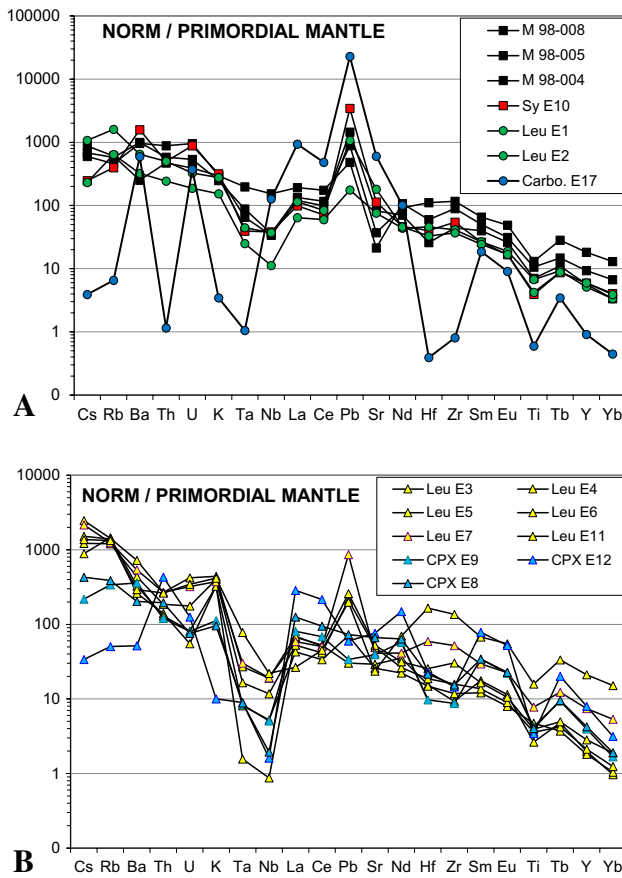 NORM / PRIMORDIAL MANTLE
100000
10000
1000
100
10
1
0
M 98-008
M 98-005
M 98-004
Sy E10
Leu E1
Leu E2
Carbo. E17
Cs Rb Ba Th U K Ta Nb La Ce Pb Sr Nd Hf Zr Sm Eu Ti Tb Y Yb
A
NORM / PRIMORDIAL MANTLE
10000
1000
100
10
1
0
Leu E3 Leu E4
Leu E5 Leu E6
Leu E7 Leu E11
CPX E9 CPX E12
CPX E8
Cs Rb Ba Th U K Ta Nb La Ce Pb Sr Nd Hf Zr Sm Eu Ti Tb Y Yb
B